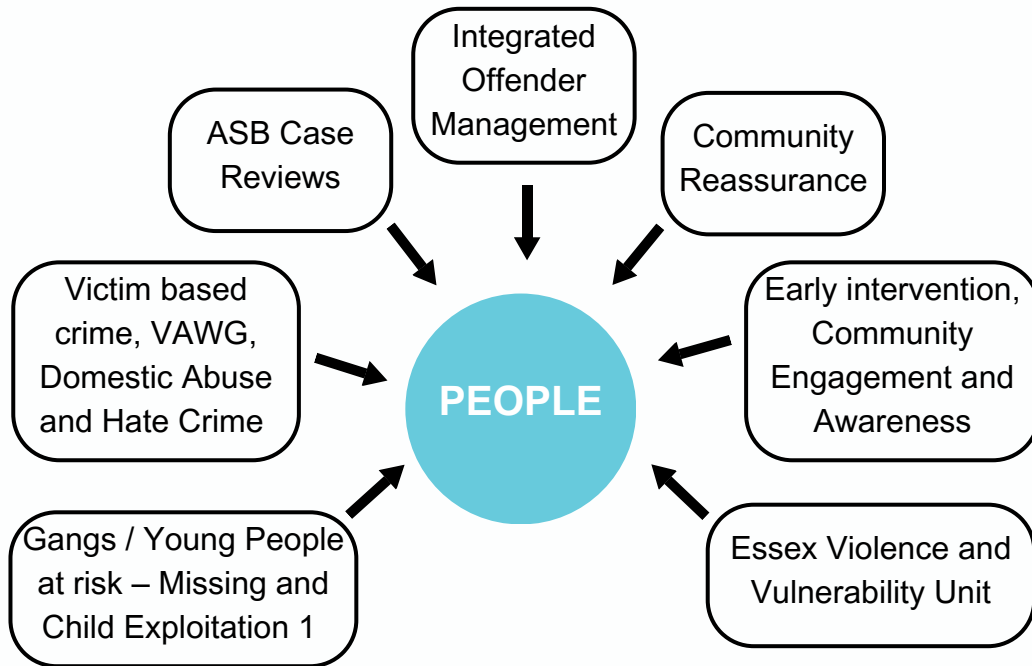 Integrated
Offender
Management
ASB Case
Reviews
Community
Reassurance
Victim based
crime, VAWG,
Domestic Abuse
and Hate Crime
PEOPLE
Early intervention,
Community
Engagement and
Awareness
Gangs / Young People
at risk – Missing and
Child Exploitation 1
Essex Violence and
Vulnerability Unit